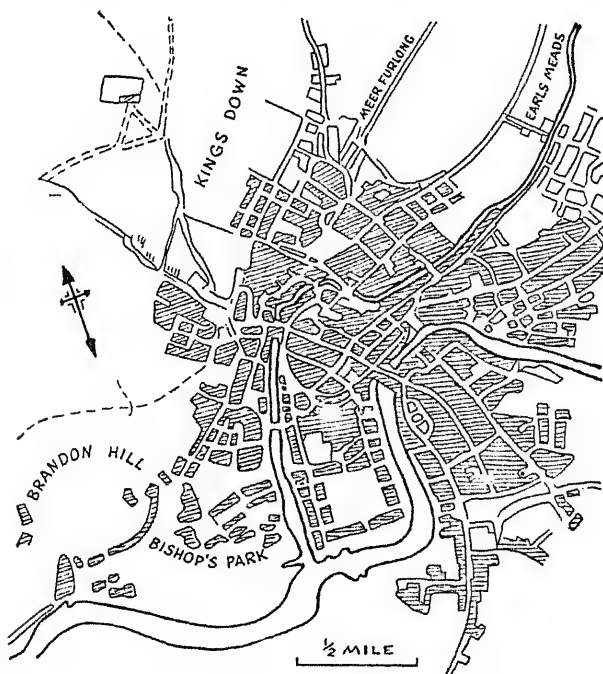 MEER FURLONG
EARLS MEADS
KINGS DOWN
BRANDON HILL
BISHOP'S PARK
½ MILE